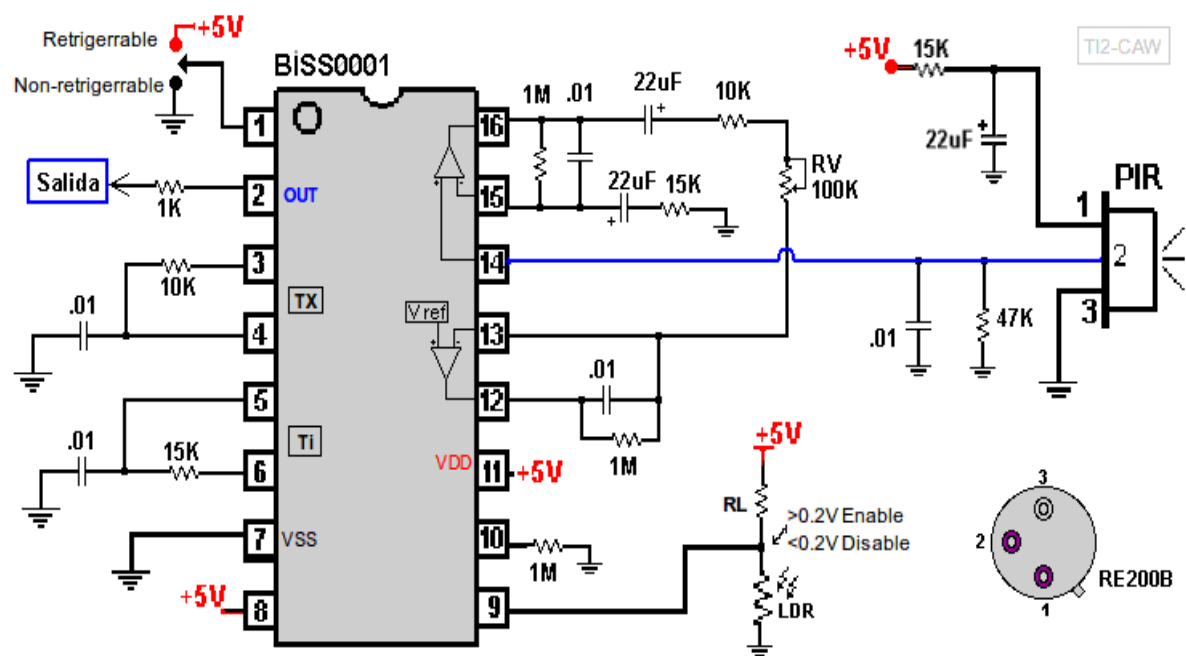 Retrigerrable
+5V
Non-retrigerrable
BİSS0001
+5V
15K
TI2-CAW
22uF
PIR
1
2
3
1M
.01
22uF
10K
RV
100K
22uF
15K
Salida
1K
OUT
1
2
3
4
5
6
7
8
16
15
14
13
12
11
10
9
10K
.01
TX
V ref
.01
47K
.01
1M
.01
15K
Ti
VDD
+5V
VSS
1M
+5V
+5V
RL
>0.2V Enable
<0.2V Disable
LDR
3
2
1
RE200B
+
-
+
-
+
+
+